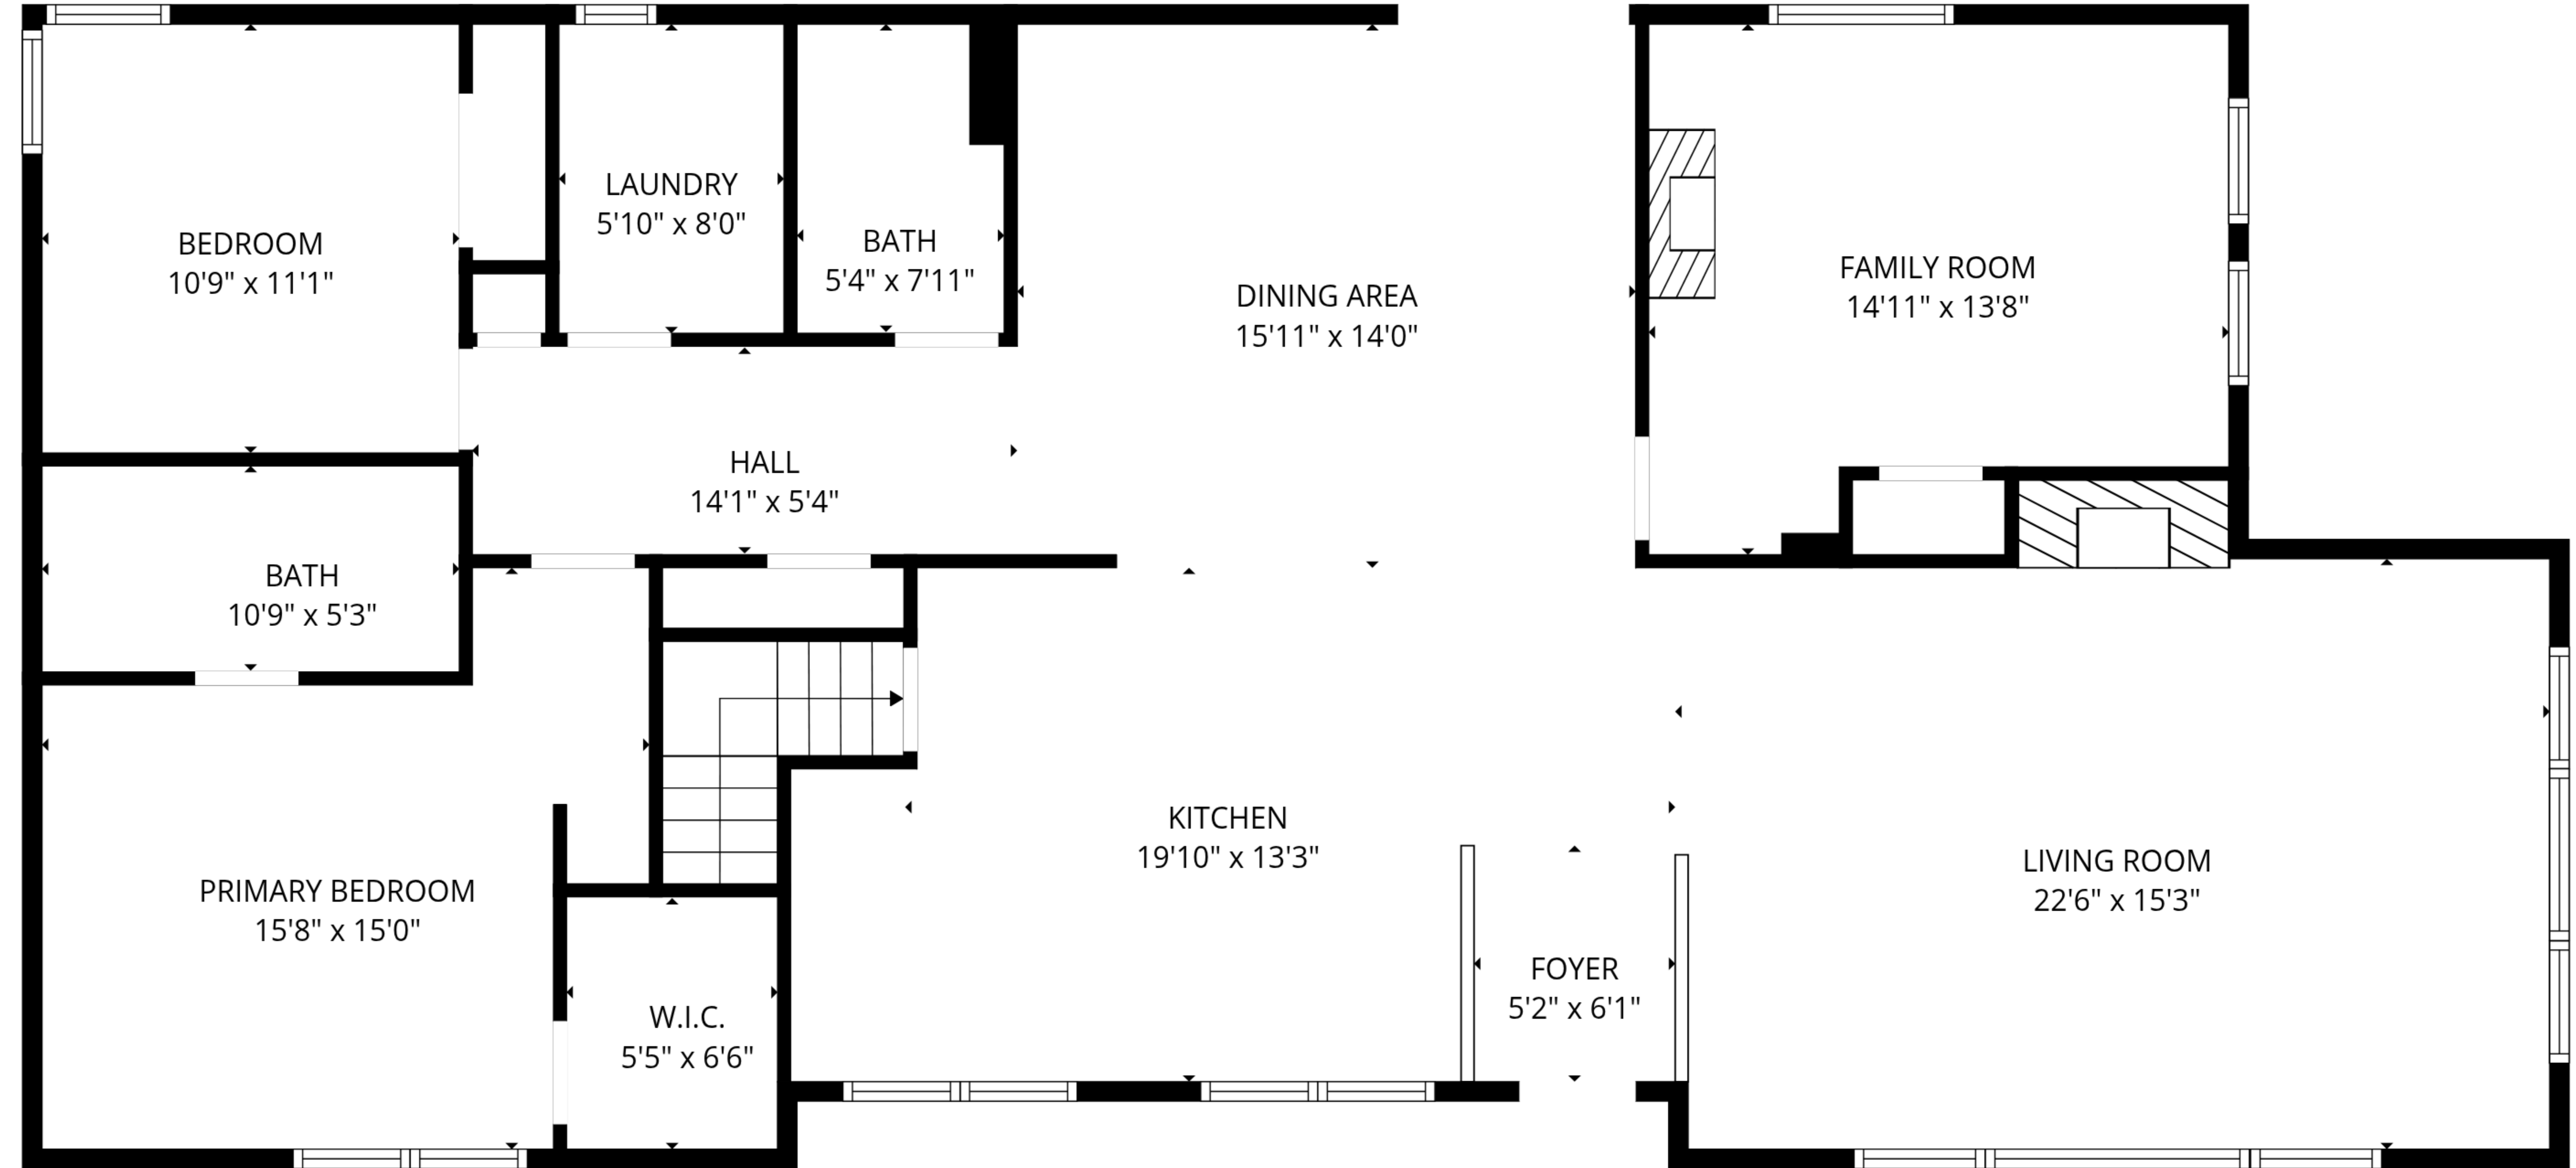 LAUNDRY
5'10" x 8'0"
BEDROOM
10'9" x 11'1"
BATH
5'4" x 7'11"
DINING AREA
15'11" x 14'0"
FAMILY ROOM
14'11" x 13'8"
HALL
14'1" x 5'4"
BATH
10'9" x 5'3"
KITCHEN
19'10" x 13'3"
PRIMARY BEDROOM
15'8" x 15'0"
LIVING ROOM
22'6" x 15'3"
FOYER
5'2" x 6'1"
W.I.C.
5'5" x 6'6"